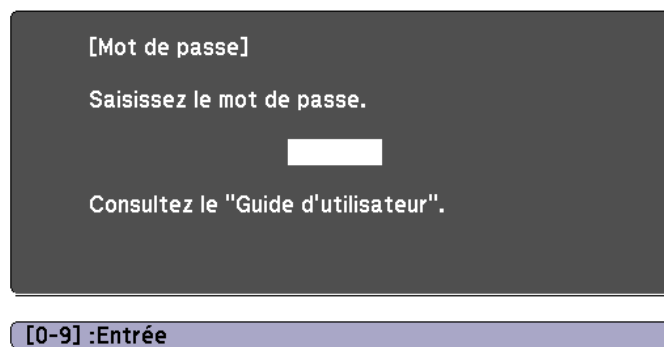 [Mot de passe]
Saisissez le mot de passe.
Consultez le "Guide d'utilisateur".
[0-9] :Entrée